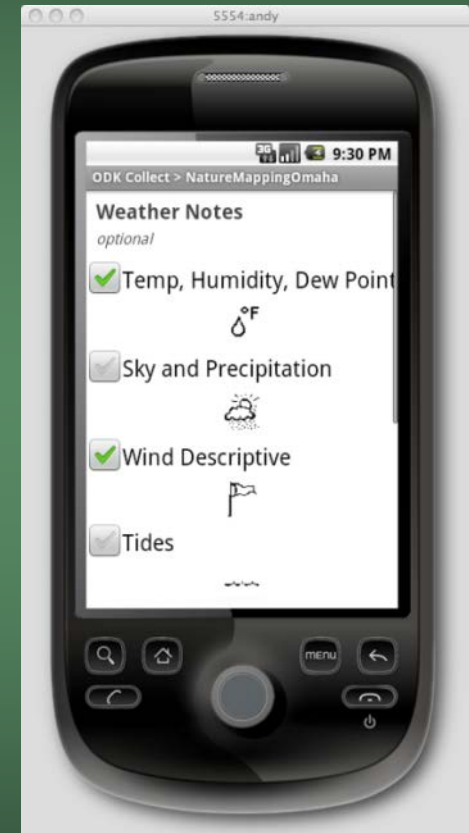 5554:andy
3G 9:30 PM
ODK Collect > NatureMappingOmaha
Weather Notes
optional
Temp, Humidity, Dew Point
°F
Sky and Precipitation
Wind Descriptive
Tides
MENU